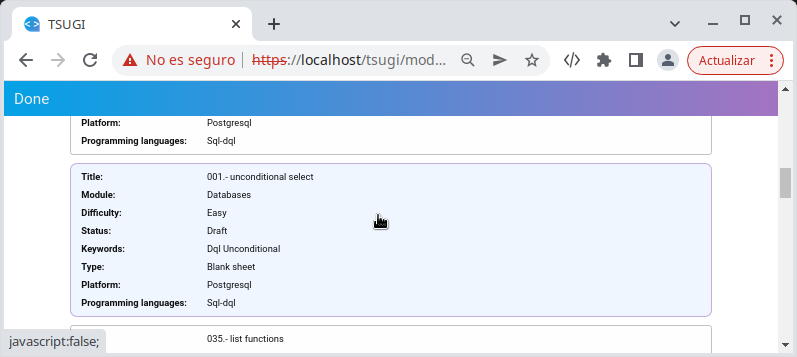 TSUGI
No es seguro
https://localhost/tsugi/mod...
Actualizar
Done
Platform: Postgresql
Programming languages: Sql-dql
Title: 001.- unconditional select
Module: Databases
Difficulty: Easy
Status: Draft
Keywords: Dql Unconditional
Type: Blank sheet
Platform: Postgresql
Programming languages: Sql-dql
035.- list functions
javascript:false;